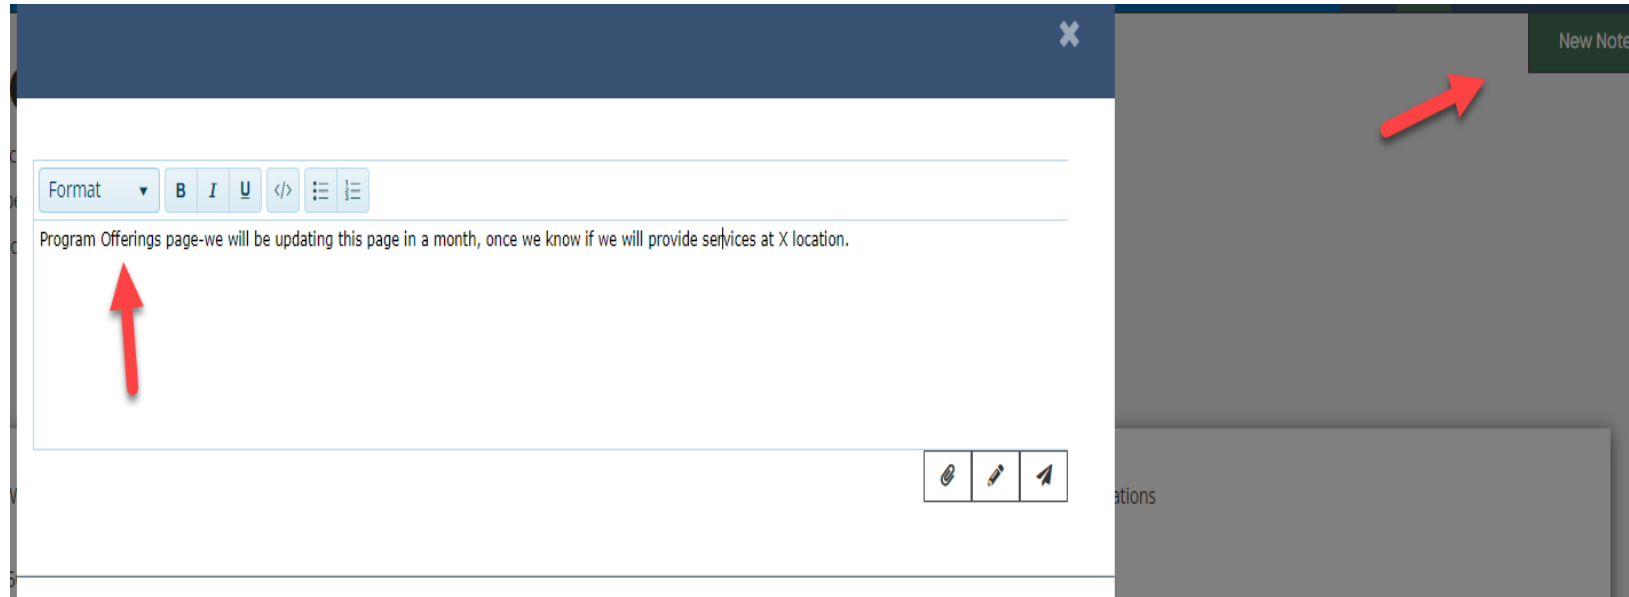 New Note
Format
B I U </>
Program Offerings page-we will be updating this page in a month, once we know if we will provide services at X location.
ations